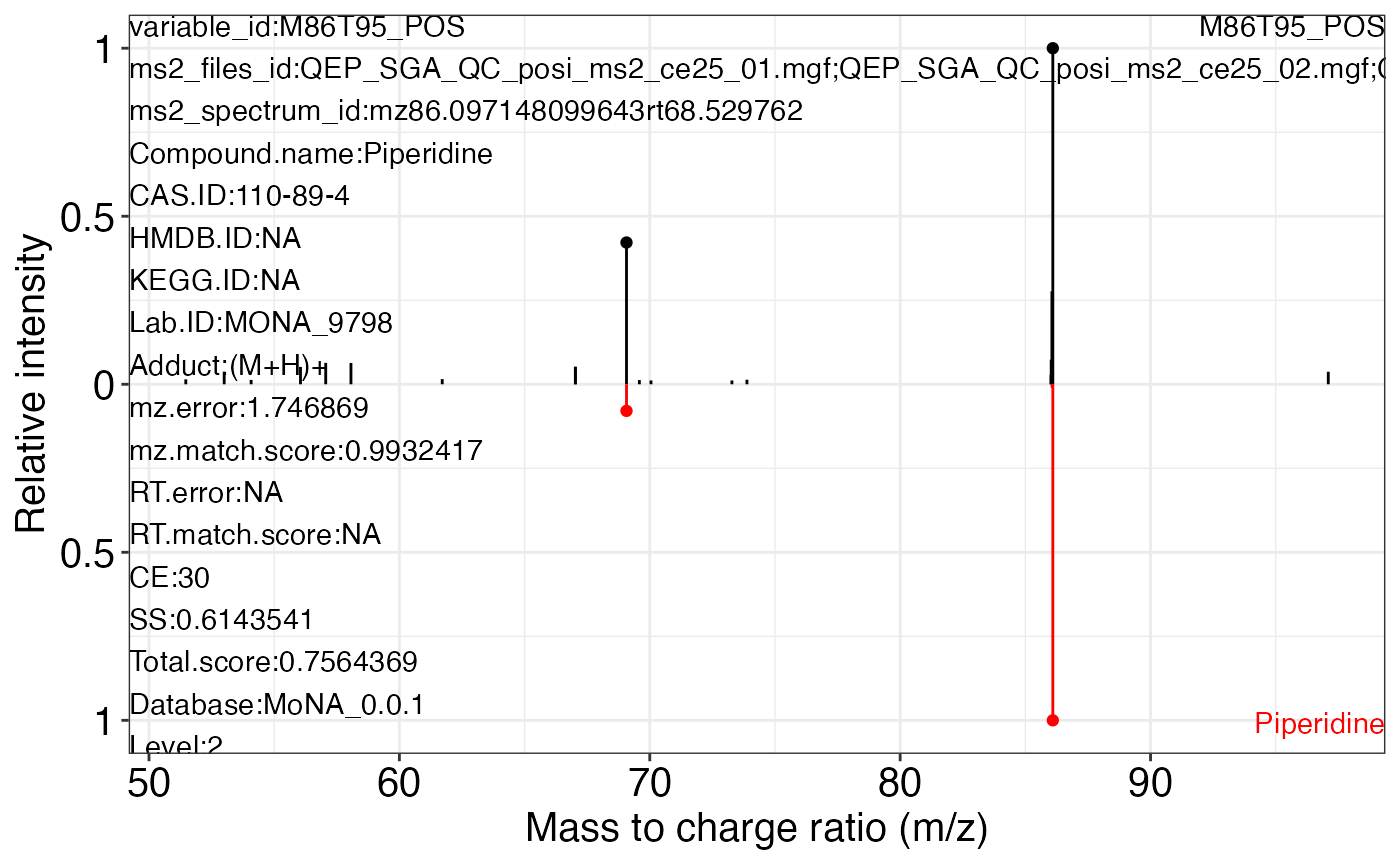 variable_id:M86T95_POS
M86T95_POS
ms2_files_id:QEP_SGA_QC_posi_ms2_ce25_01.mgf;QEP_SGA_QC_posi_ms2_ce25_02.mgf;
ms2_spectrum_id:mz86.097148099643rt68.529762
Compound.name:Piperidine
CAS.ID:110-89-4
HMDB.ID:NA
KEGG.ID:NA
Lab.ID:MONA_9798
Adduct:(M+H)+
mz.error:1.746869
mz.match.score:0.9932417
RT.error:NA
RT.match.score:NA
CE:30
SS:0.6143541
Total.score:0.7564369
Database:MoNA_0.0.1
Level:2
Piperidine
1
0.5
0
0.5
1
Relative intensity
50 60 70 80 90
Mass to charge ratio (m/z)